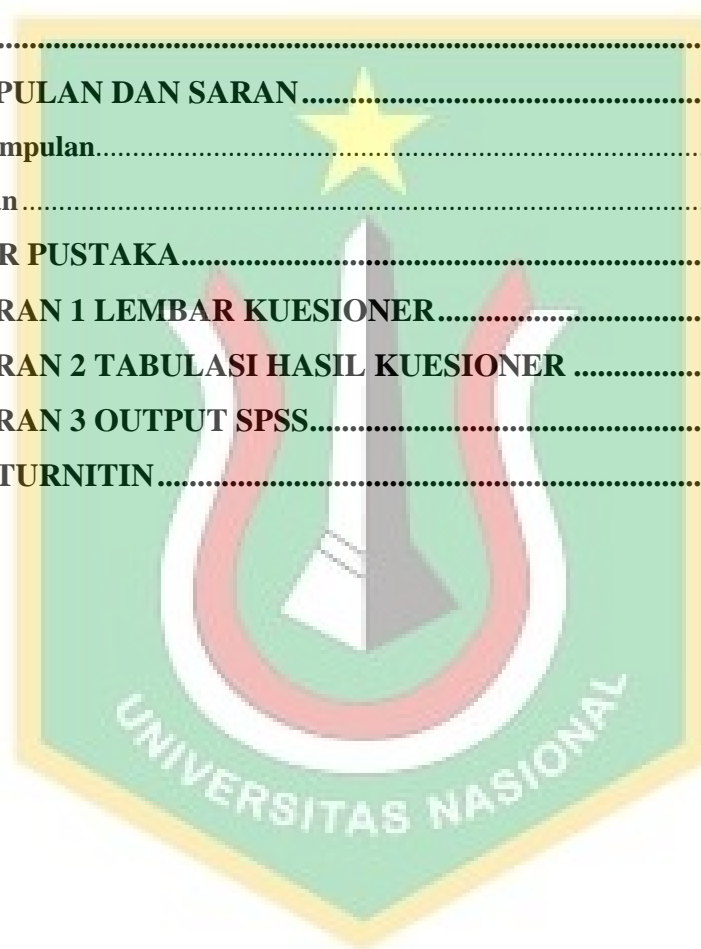 ....................................................................................................
PULAN DAN SARAN....................................................
mpulan.................................................................................
n...........................................................................................
R PUSTAKA.....................................................................
RAN 1 LEMBAR KUESIONER...................................
RAN 2 TABULASI HASIL KUESIONER .................
RAN 3 OUTPUT SPSS....................................................
TURNITIN........................................................................
UNIVERSITAS NASIONAL